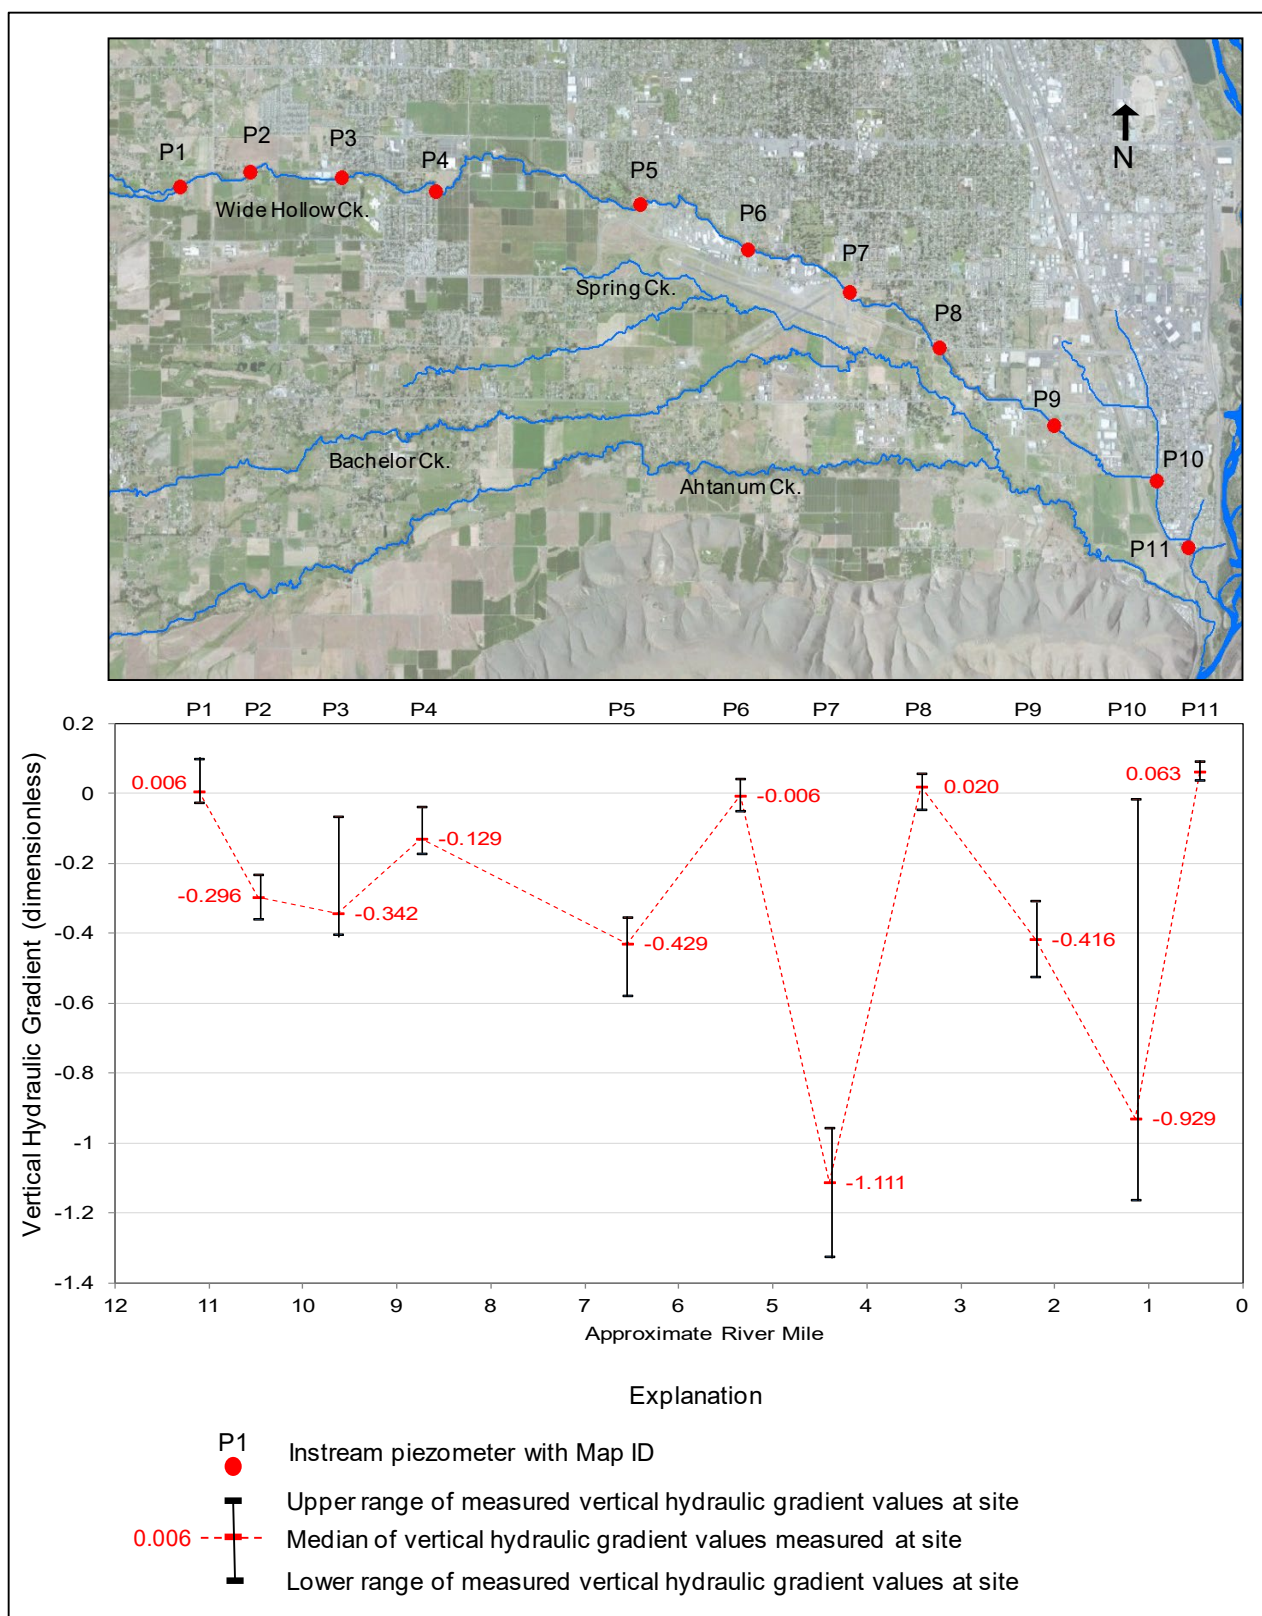 N
P1
P2
P3
P4
P5
P6
P7
P8
P9
P10
P11
Wide Hollow Ck.
Spring Ck.
Bachelor Ck.
Ahtanum Ck.
P1 P2 P3 P4 P5 P6 P7 P8 P9 P10 P11
Vertical Hydraulic Gradient (dimensionless)
0.2
0
-0.2
-0.4
-0.6
-0.8
-1
-1.2
-1.4
0.006
-0.296
-0.342
-0.129
-0.429
-0.006
-1.111
0.020
-0.416
-0.929
0.063
12 11 10 9 8 7 6 5 4 3 2 1 0
Approximate River Mile
Explanation
P1
Instream piezometer with Map ID
Upper range of measured vertical hydraulic gradient values at site
0.006 Median of vertical hydraulic gradient values measured at site
Lower range of measured vertical hydraulic gradient values at site